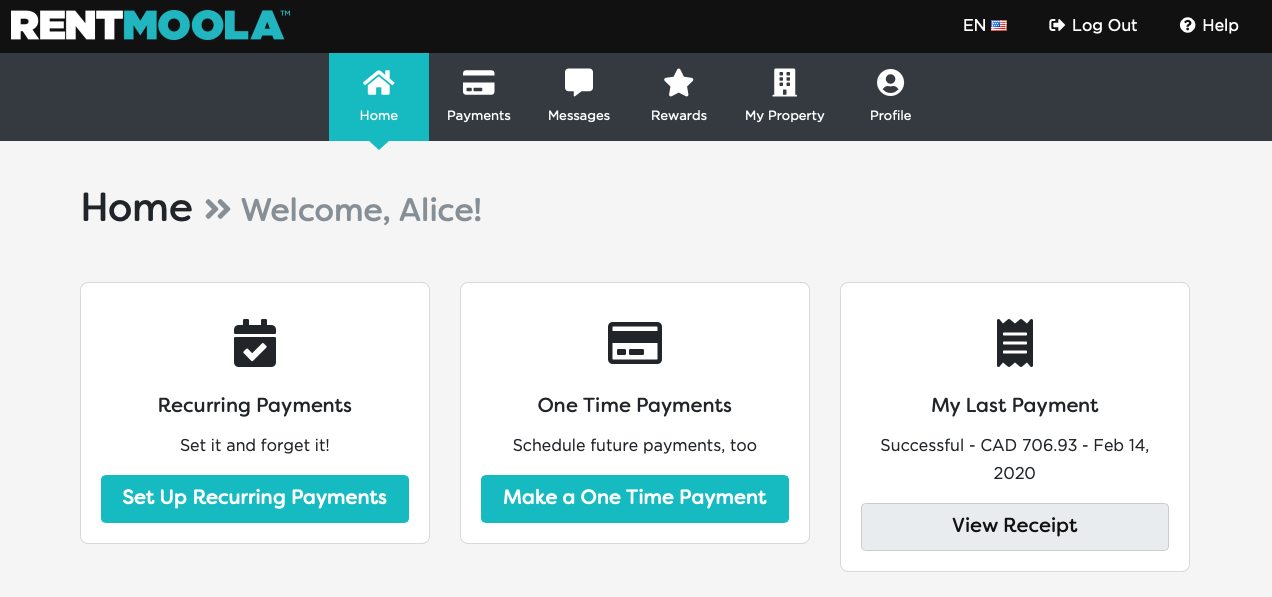 RENTMOOLA™
EN Log Out Help
Home Payments Messages Rewards My Property Profile
Home » Welcome, Alice!
Recurring Payments
Set it and forget it!
Set Up Recurring Payments
One Time Payments
Schedule future payments, too
Make a One Time Payment
My Last Payment
Successful - CAD 706.93 - Feb 14,
2020
View Receipt